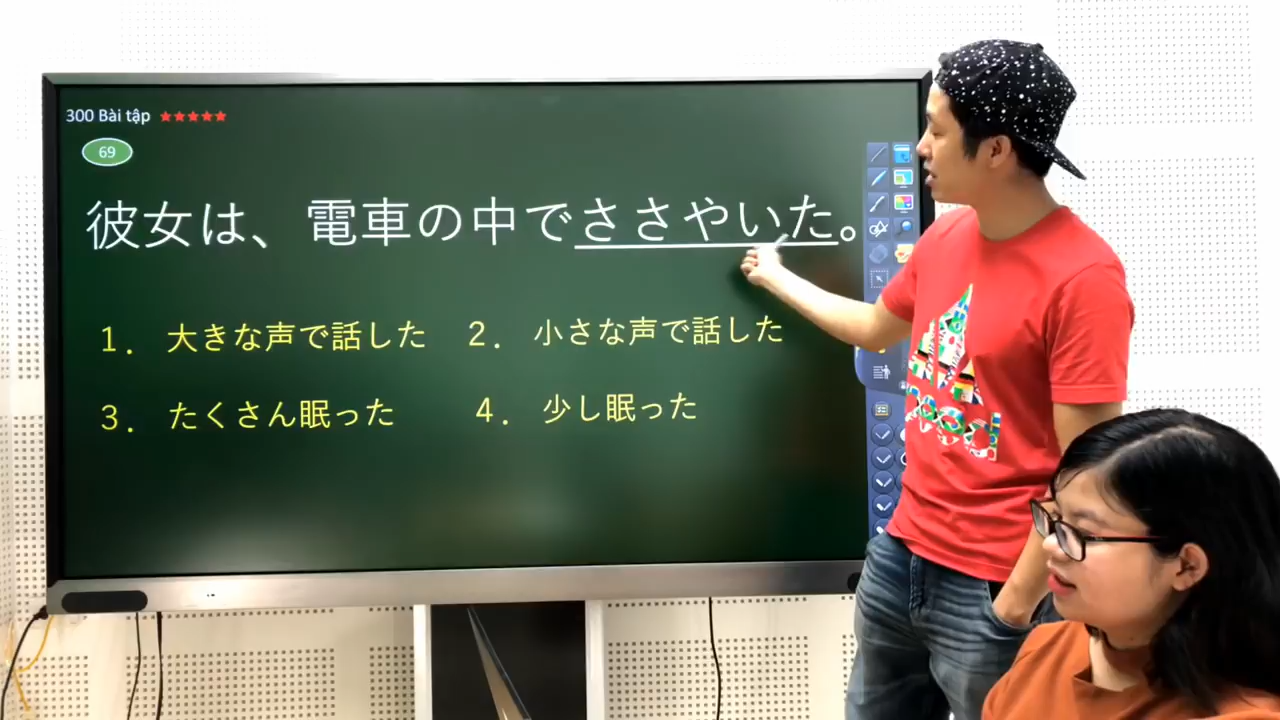 300 Bài tập ★★★★★
69
彼女は、電車の中でささやいた。
1. 大きな声で話した 2. 小さな声で話した
3. たくさん眠った 4. 少し眠った